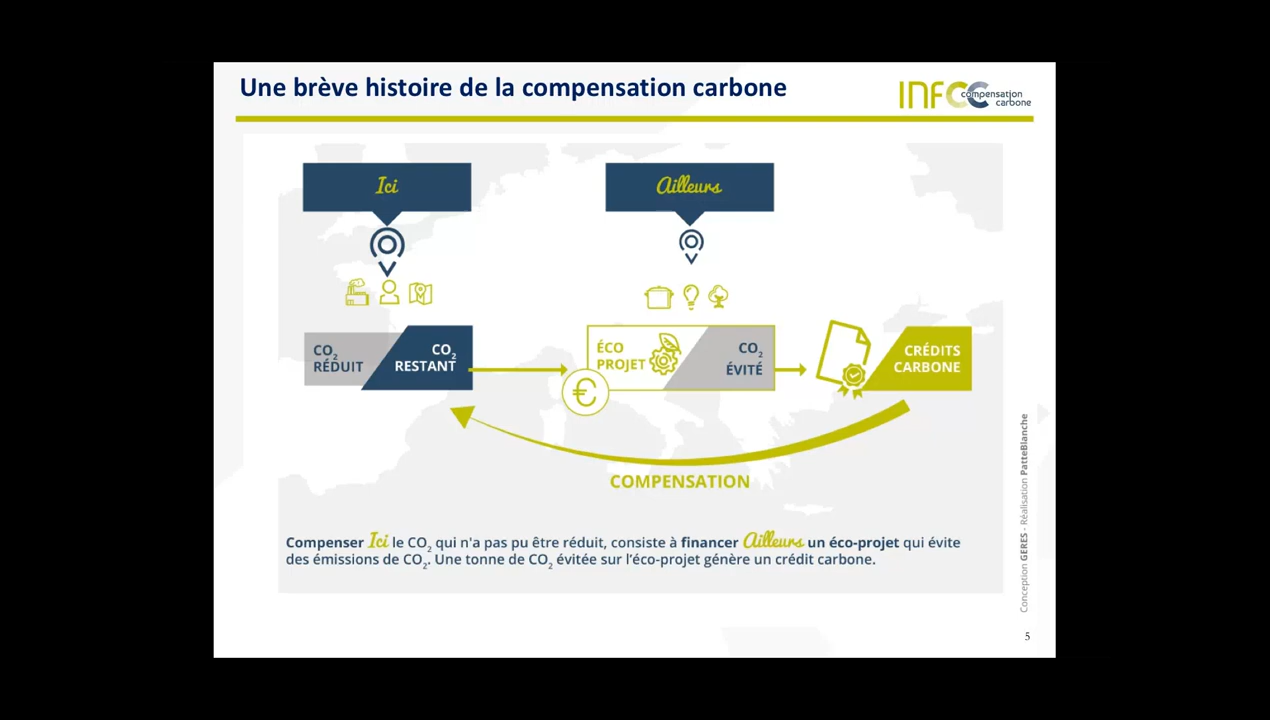 Une brève histoire de la compensation carbone
INFCC compensation
carbone
Ici
Ailleurs
CO2
RÉDUIT
CO2
RESTANT
€
ÉCO
PROJET
CO2
ÉVITÉ
CRÉDITS
CARBONE
COMPENSATION
Compenser Ici le CO2 qui n'a pas pu être réduit, consiste à financer Ailleurs un éco-projet qui évite
des émissions de CO2. Une tonne de CO2 évitée sur l'éco-projet génère un crédit carbone.
Conception GERES - Réalisation PatteBlanche
5